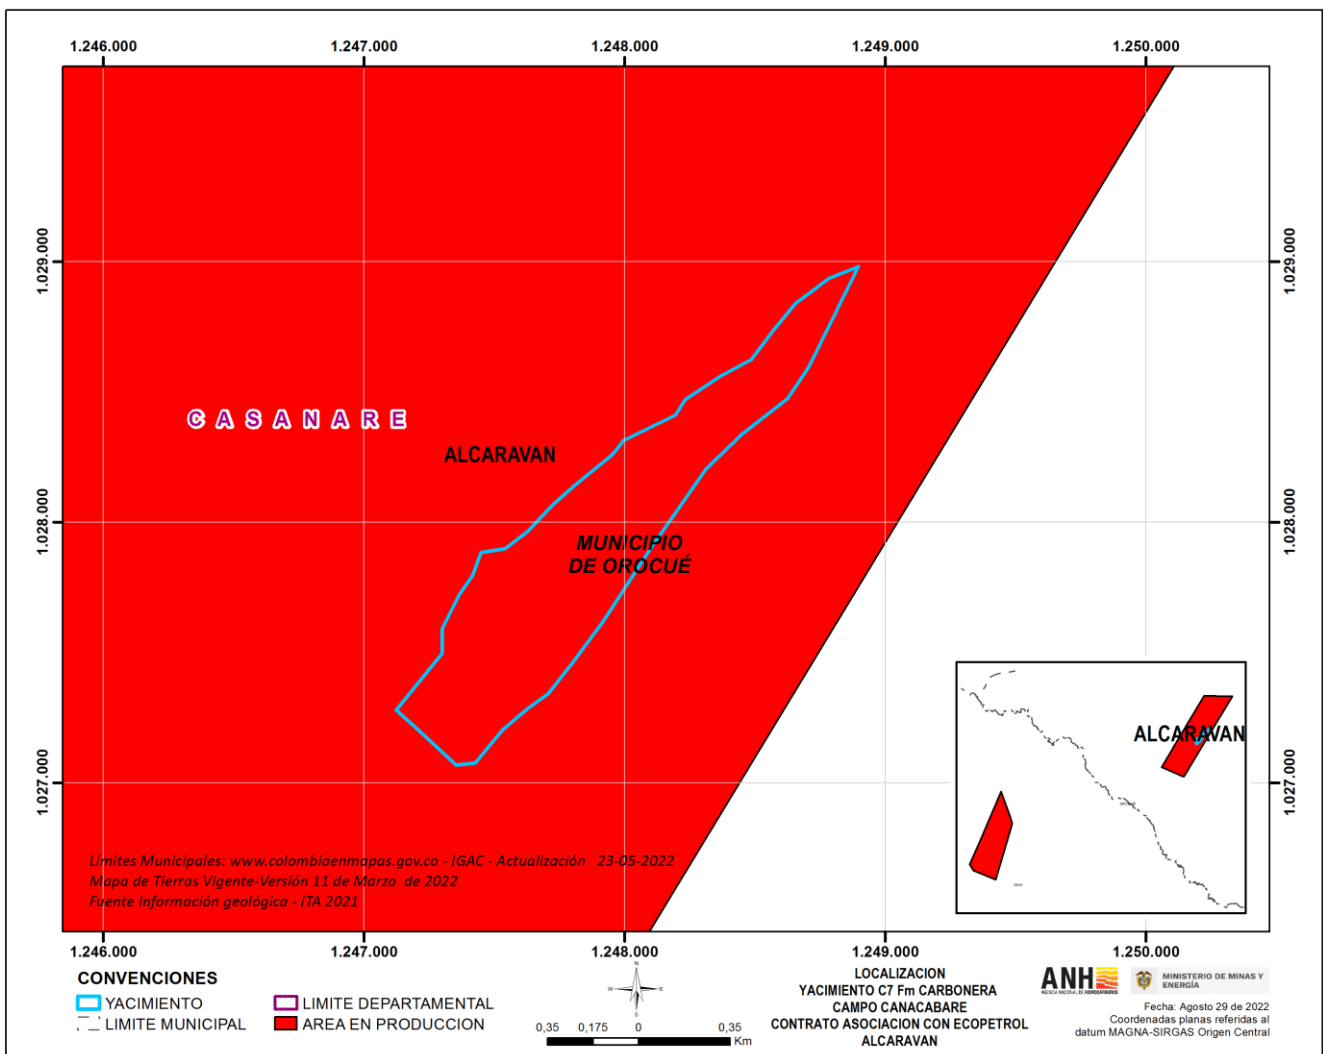 1.246.000 1.247.000 1.248.000 1.249.000 1.250.000
1.029.000 1.029.000
CASANARE
ALCARAVAN
1.028.000 1.028.000
MUNICIPIO
DE OROCUÉ
ALCARAVAN
1.027.000 1.027.000
Limites Municipales: www.colombiaenmapas.gov.co - IGAC - Actualización 23-05-2022
Mapa de Tierras Vigente-Versión 11 de Marzo de 2022
Fuente Información geológica - ITA 2021
1.246.000 1.247.000 1.248.000 1.249.000 1.250.000
CONVENCIONES
YACIMIENTO
LIMITE DEPARTAMENTAL
LIMITE MUNICIPAL
AREA EN PRODUCCION
N
W E
S
0,35 0,175 0 0,35
Km
LOCALIZACION
YACIMIENTO C7 Fm CARBONERA
CAMPO CANACABARE
CONTRATO ASOCIACION CON ECOPETROL
ALCARAVAN
ANH
AGENCIA NACIONAL DE HIDROCARBUROS
MINISTERIO DE MINAS Y
ENERGÍA
Fecha: Agosto 29 de 2022
Coordenadas planas referidas al
datum MAGNA-SIRGAS Origen Central